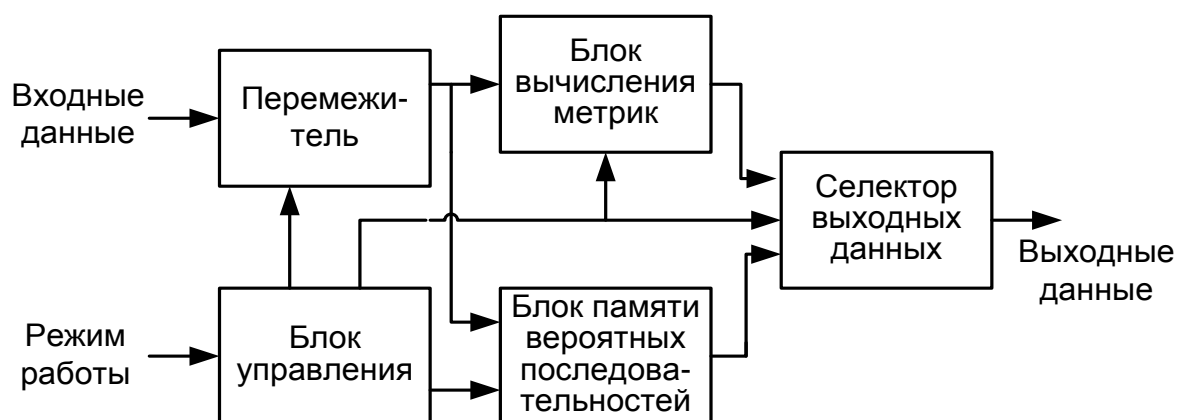 Входные
данные
Перемежи-
тель
Блок
вычисления
метрик
Селектор
выходных
данных
Выходные
данные
Режим
работы
Блок
управления
Блок памяти
вероятных
последова-
тельностей